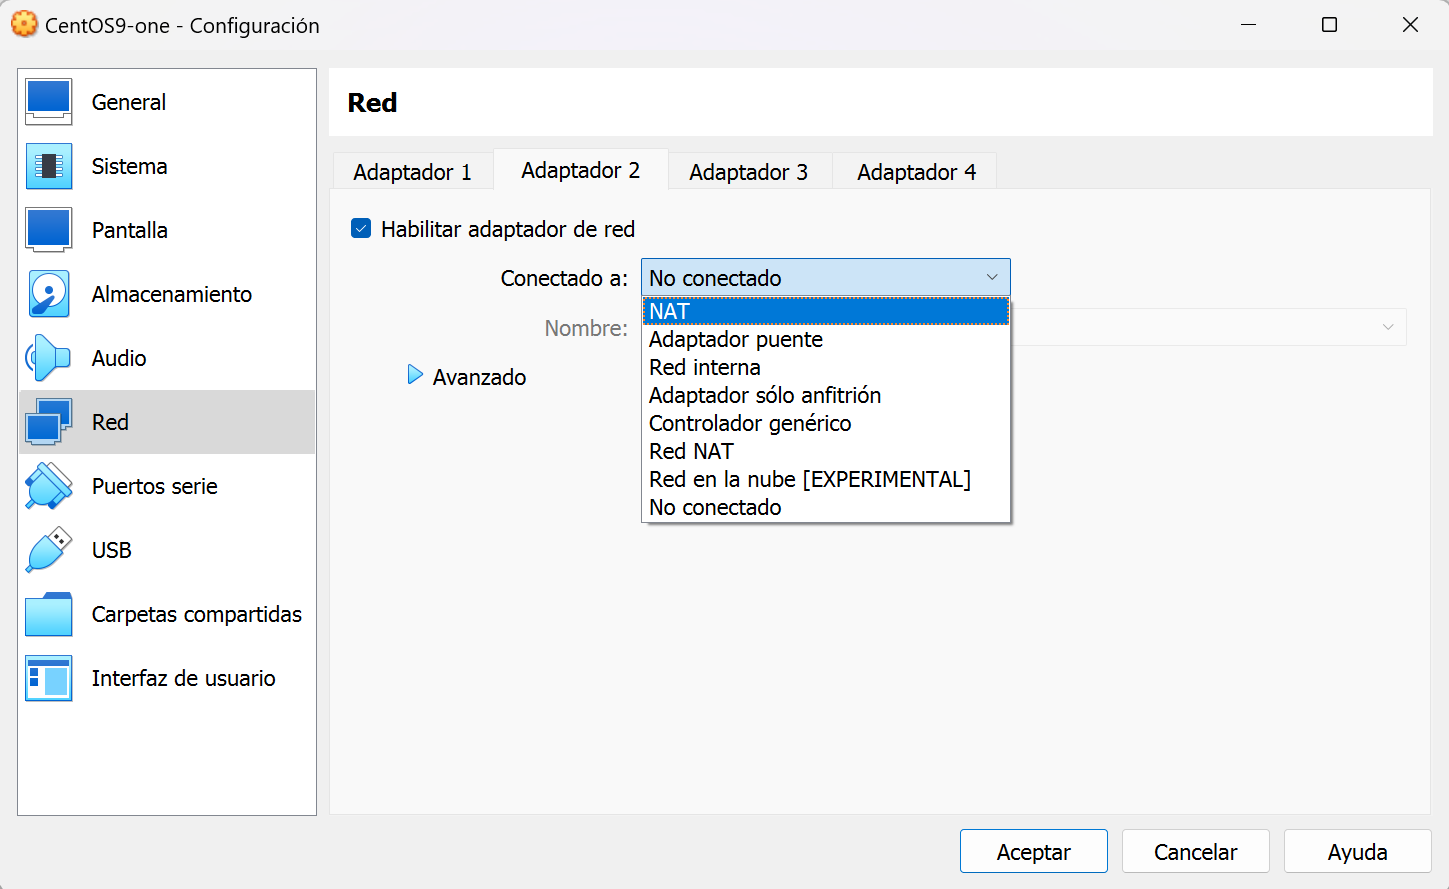 CentOS9-one - Configuración
General
Sistema
Pantalla
Almacenamiento
Audio
Red
Puertos serie
USB
Carpetas compartidas
Interfaz de usuario
Red
Adaptador 1
Adaptador 2
Adaptador 3
Adaptador 4
Habilitar adaptador de red
Conectado a: No conectado
NAT
Adaptador puente
Red interna
Adaptador sólo anfitrión
Controlador genérico
Red NAT
Red en la nube [EXPERIMENTAL]
No conectado
Nombre:
Avanzado
Aceptar
Cancelar
Ayuda